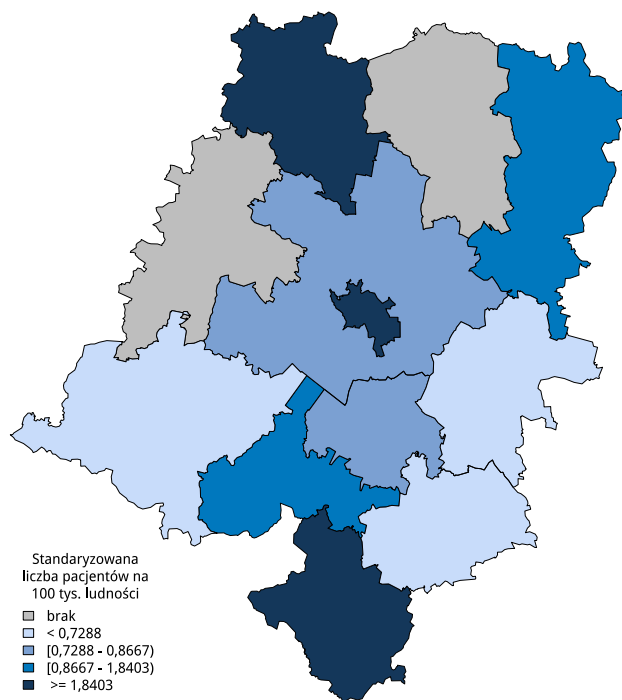 Standaryzowana
liczba pacjentów na
100 tys. ludności
brak
< 0,7288
[0,7288 - 0,8667)
[0,8667 - 1,8403)
>= 1,8403